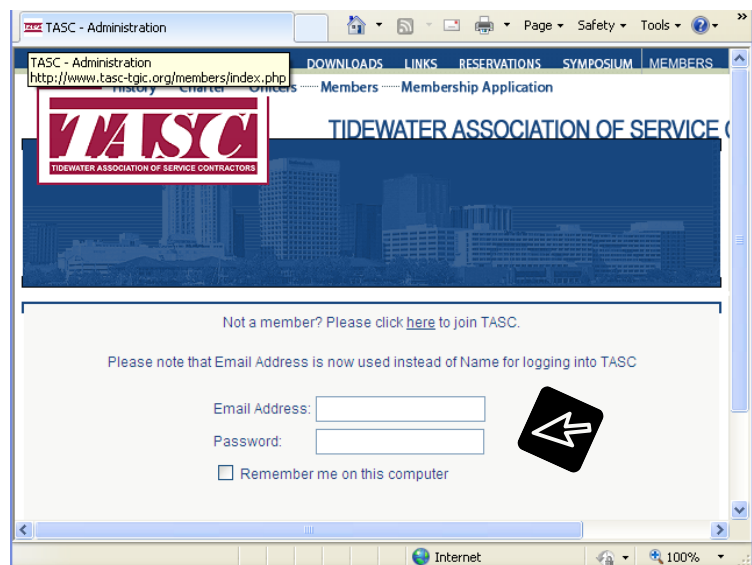 TASC - Administration
Page Safety Tools
»
TASC - Administration
http://www.tasc-tgic.org/members/index.php
DOWNLOADS LINKS RESERVATIONS SYMPOSIUM MEMBERS
History Charter Officers Members Membership Application
TASC
TIDEWATER ASSOCIATION OF SERVICE CONTRACTORS
TIDEWATER ASSOCIATION OF SERVICE
Not a member? Please click here to join TASC.
Please note that Email Address is now used instead of Name for logging into TASC
Email Address:
Password:
Remember me on this computer
Internet 100%